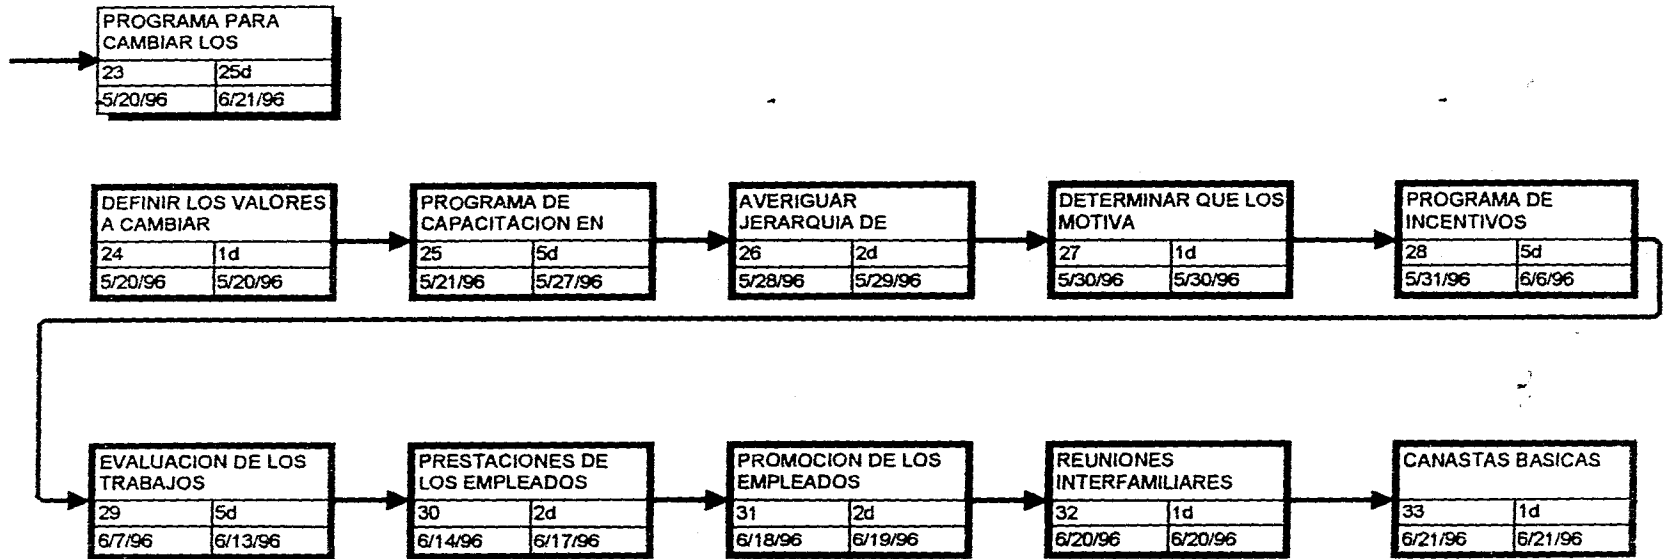 PROGRAMA PARA
CAMBIAR LOS
23 25d
5/20/96 6/21/96
DEFINIR LOS VALORES
A CAMBIAR
24 1d
5/20/96 5/20/96
PROGRAMA DE
CAPACITACION EN
25 5d
5/21/96 5/27/96
AVERIGUAR
JERARQUIA DE
26 2d
5/28/96 5/29/96
DETERMINAR QUE LOS
MOTIVA
27 1d
5/30/96 5/30/96
PROGRAMA DE
INCENTIVOS
28 5d
5/31/96 6/6/96
EVALUACION DE LOS
TRABAJOS
29 5d
6/7/96 6/13/96
PRESTACIONES DE
LOS EMPLEADOS
30 2d
6/14/96 6/17/96
PROMOCION DE LOS
EMPLEADOS
31 2d
6/18/96 6/19/96
REUNIONES
INTERFAMILIARES
32 1d
6/20/96 6/20/96
CANASTAS BASICAS
33 1d
6/21/96 6/21/96